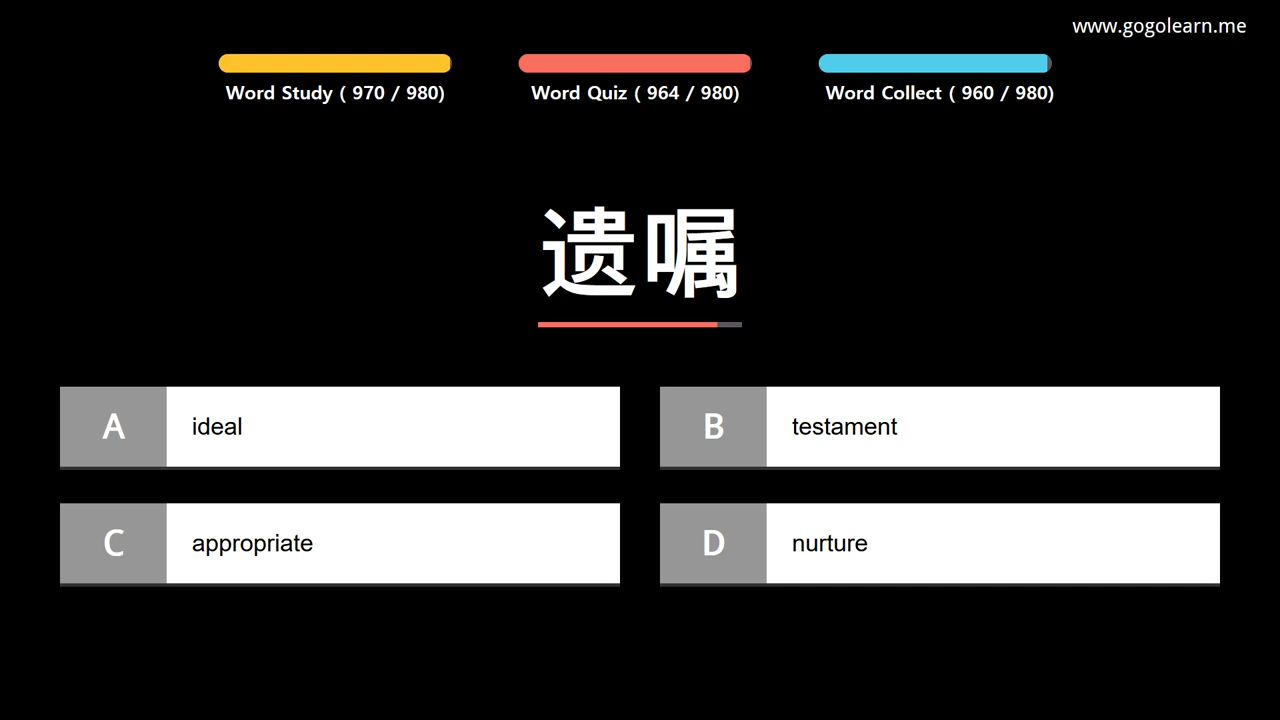 www.gogolearn.me
Word Study ( 970 / 980)
Word Quiz ( 964 / 980)
Word Collect ( 960 / 980)
遗嘱
A
ideal
B
testament
C
appropriate
D
nurture